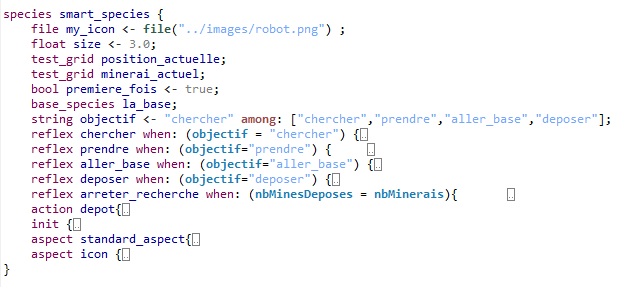 species smart_species {
file my_icon <- file("../images/robot.png") ;
float size <- 3.0;
test_grid position_actuelle;
test_grid minerai_actuel;
bool premiere_fois <- true;
base_species la_base;
string objectif <- "chercher" among: ["chercher","prendre","aller_base","deposer"];
reflex chercher when: (objectif = "chercher") {
reflex prendre when: (objectif="prendre") {
reflex aller_base when: (objectif="aller_base") {
reflex deposer when: (objectif="deposer") {
reflex arreter_recherche when: (nbMinesDeposes = nbMinerais){
action depot{
init {
aspect standard_aspect{
aspect icon {
}